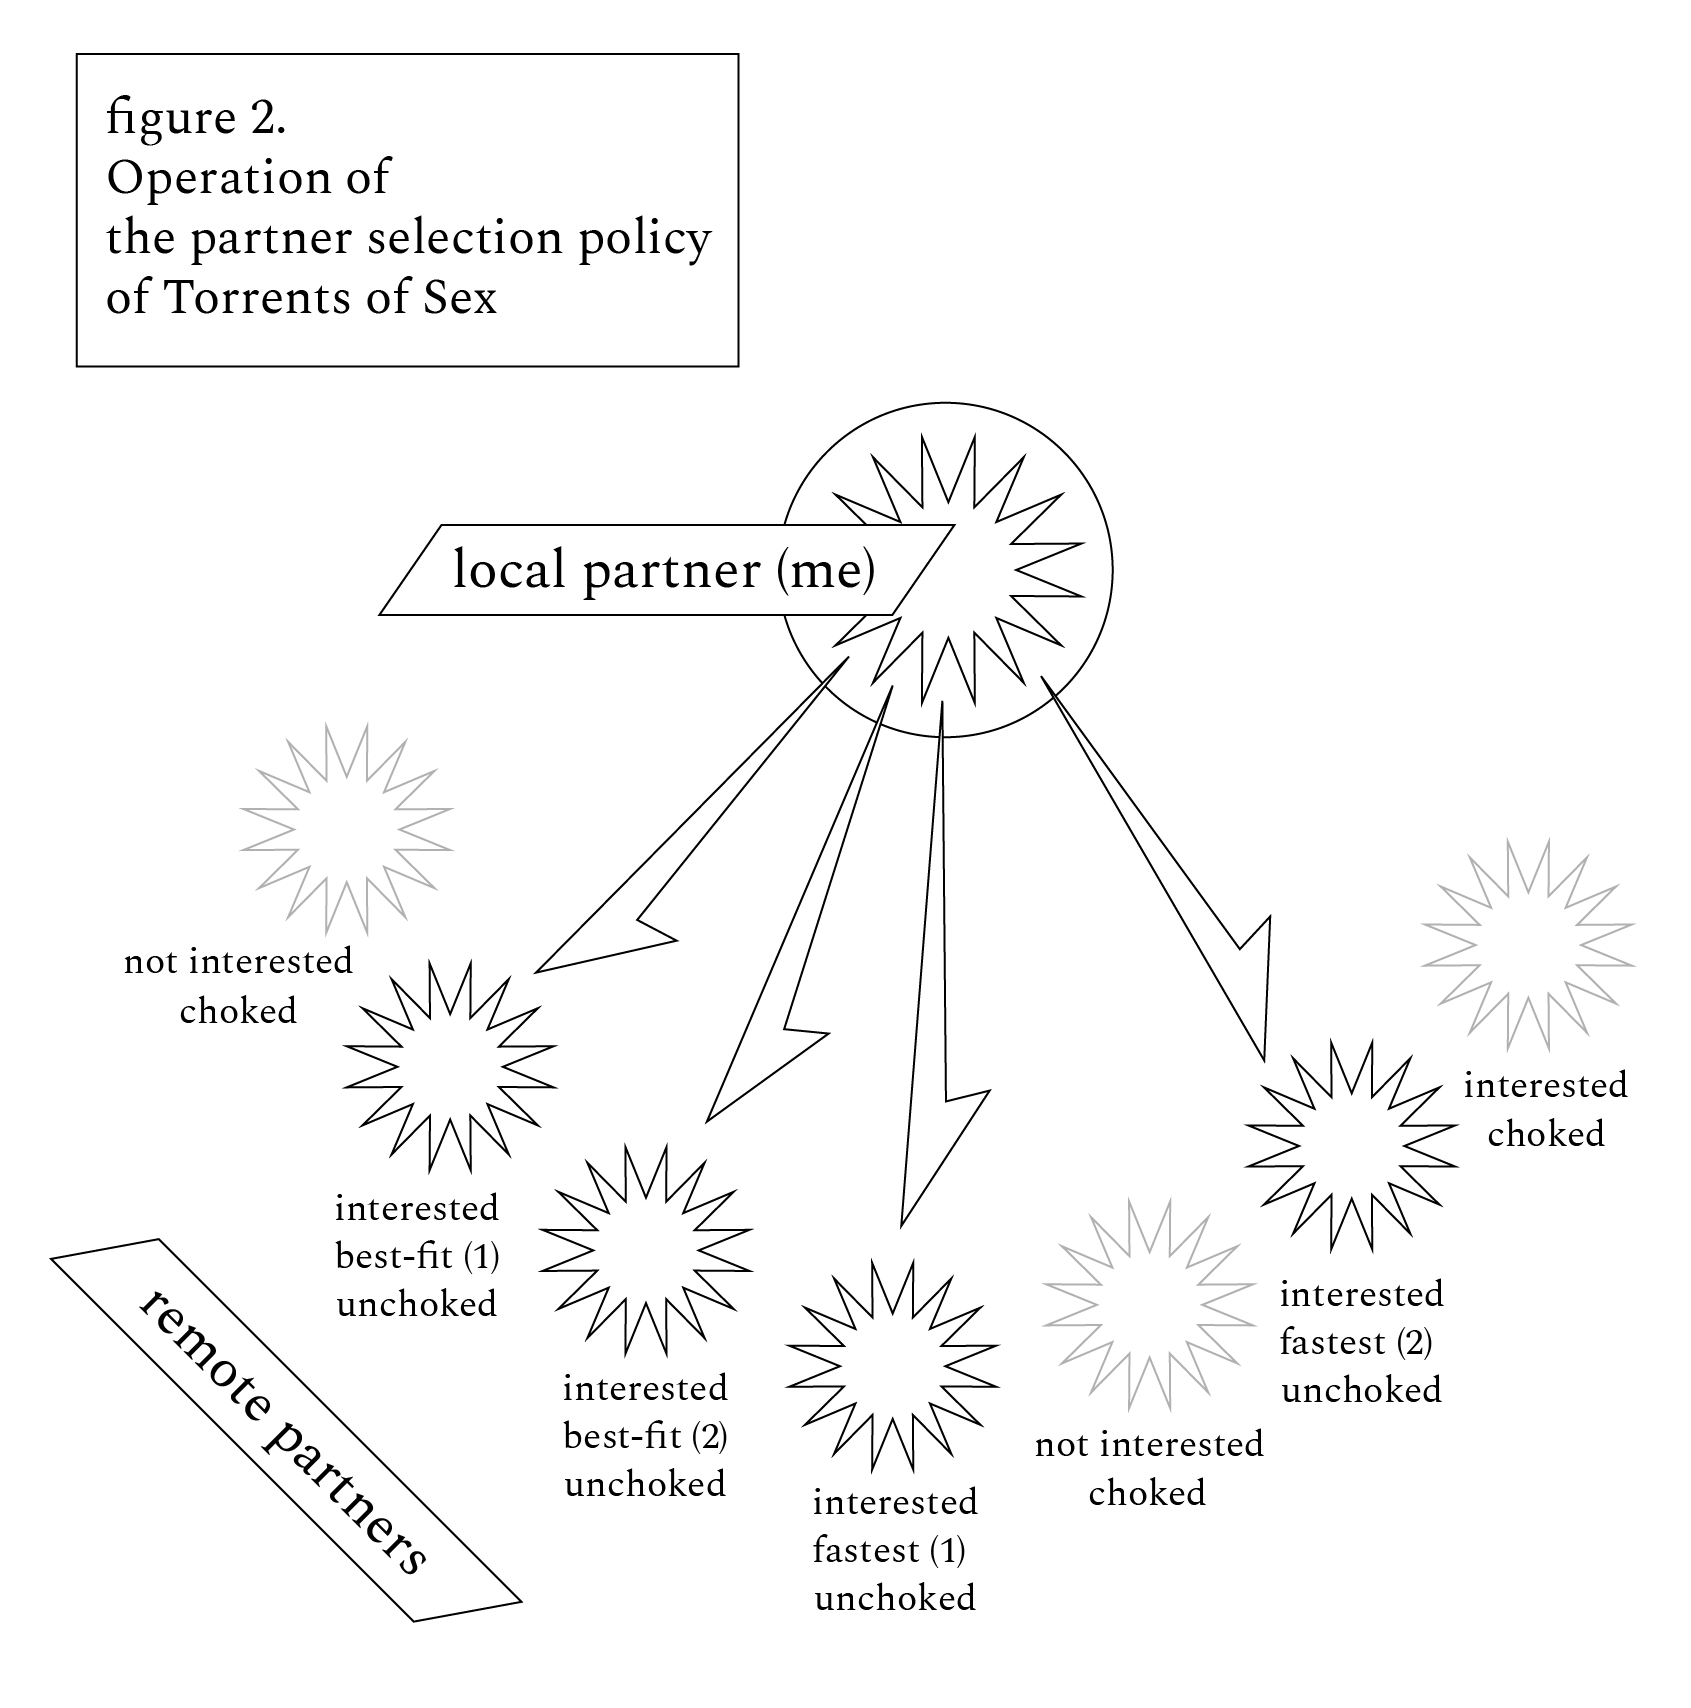 figure 2.
Operation of
the partner selection policy
of Torrents of Sex
local partner (me)
not interested
choked
interested
best-fit (1)
unchoked
interested
best-fit (2)
unchoked
interested
fastest (1)
unchoked
not interested
choked
interested
fastest (2)
unchoked
interested
choked
remote partners